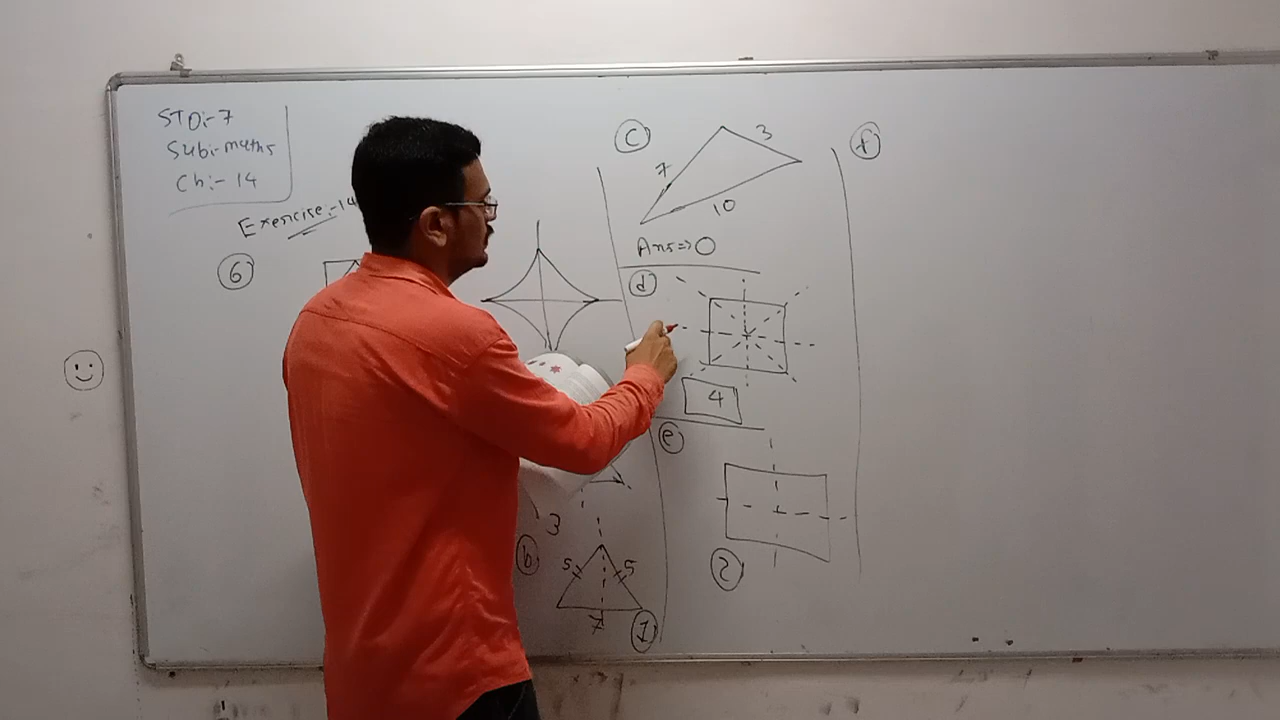 STD:- 7
Sub:- maths
Ch:- 14
Exercise:- 14
6
3
b
5
5
7
1
c
7
3
10
Ans => 0
d
4
e
2
f